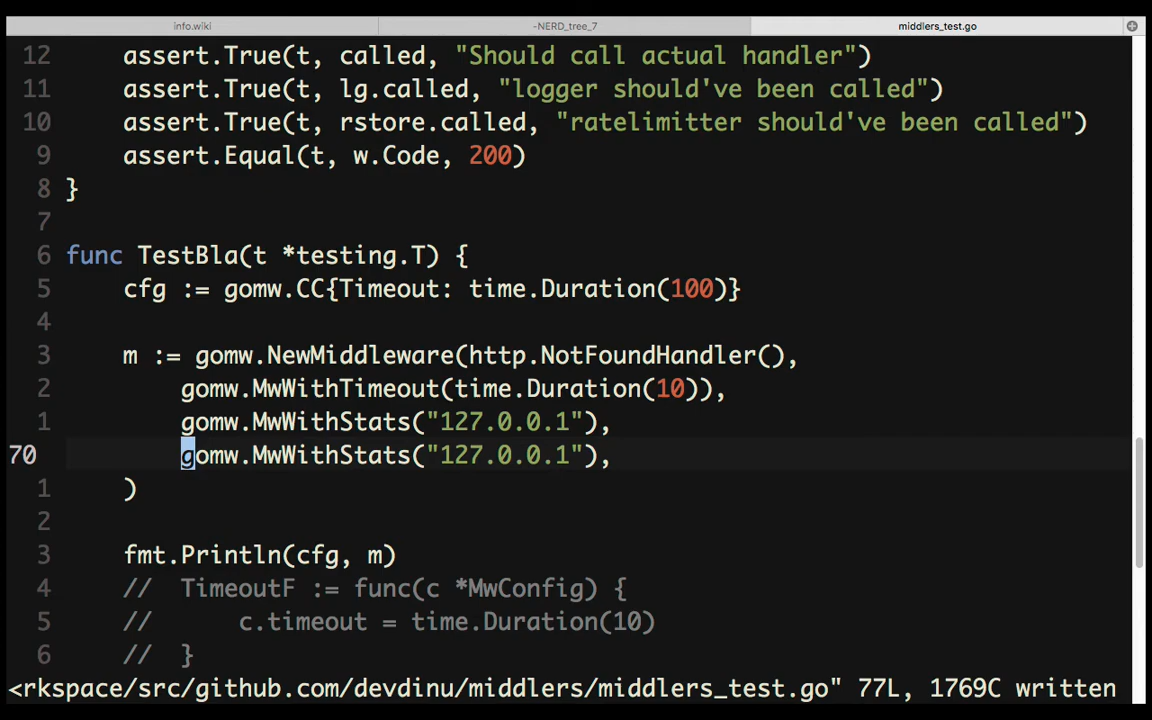 info.wiki -NERD_tree_7 middlers_test.go
12 assert.True(t, called, "Should call actual handler")
11 assert.True(t, lg.called, "logger should've been called")
10 assert.True(t, rstore.called, "ratelimitter should've been called")
9 assert.Equal(t, w.Code, 200)
8 }
7
6 func TestBla(t *testing.T) {
5 cfg := gomw.CC{Timeout: time.Duration(100)}
4
3 m := gomw.NewMiddleware(http.NotFoundHandler(),
2 gomw.MwWithTimeout(time.Duration(10)),
1 gomw.MwWithStats("127.0.0.1"),
70 gomw.MwWithStats("127.0.0.1"),
1 )
2
3 fmt.Println(cfg, m)
4 // TimeoutF := func(c *MwConfig) {
5 // c.timeout = time.Duration(10)
6 // }
<rkspace/src/github.com/devdinu/middlers/middlers_test.go" 77L, 1769C written